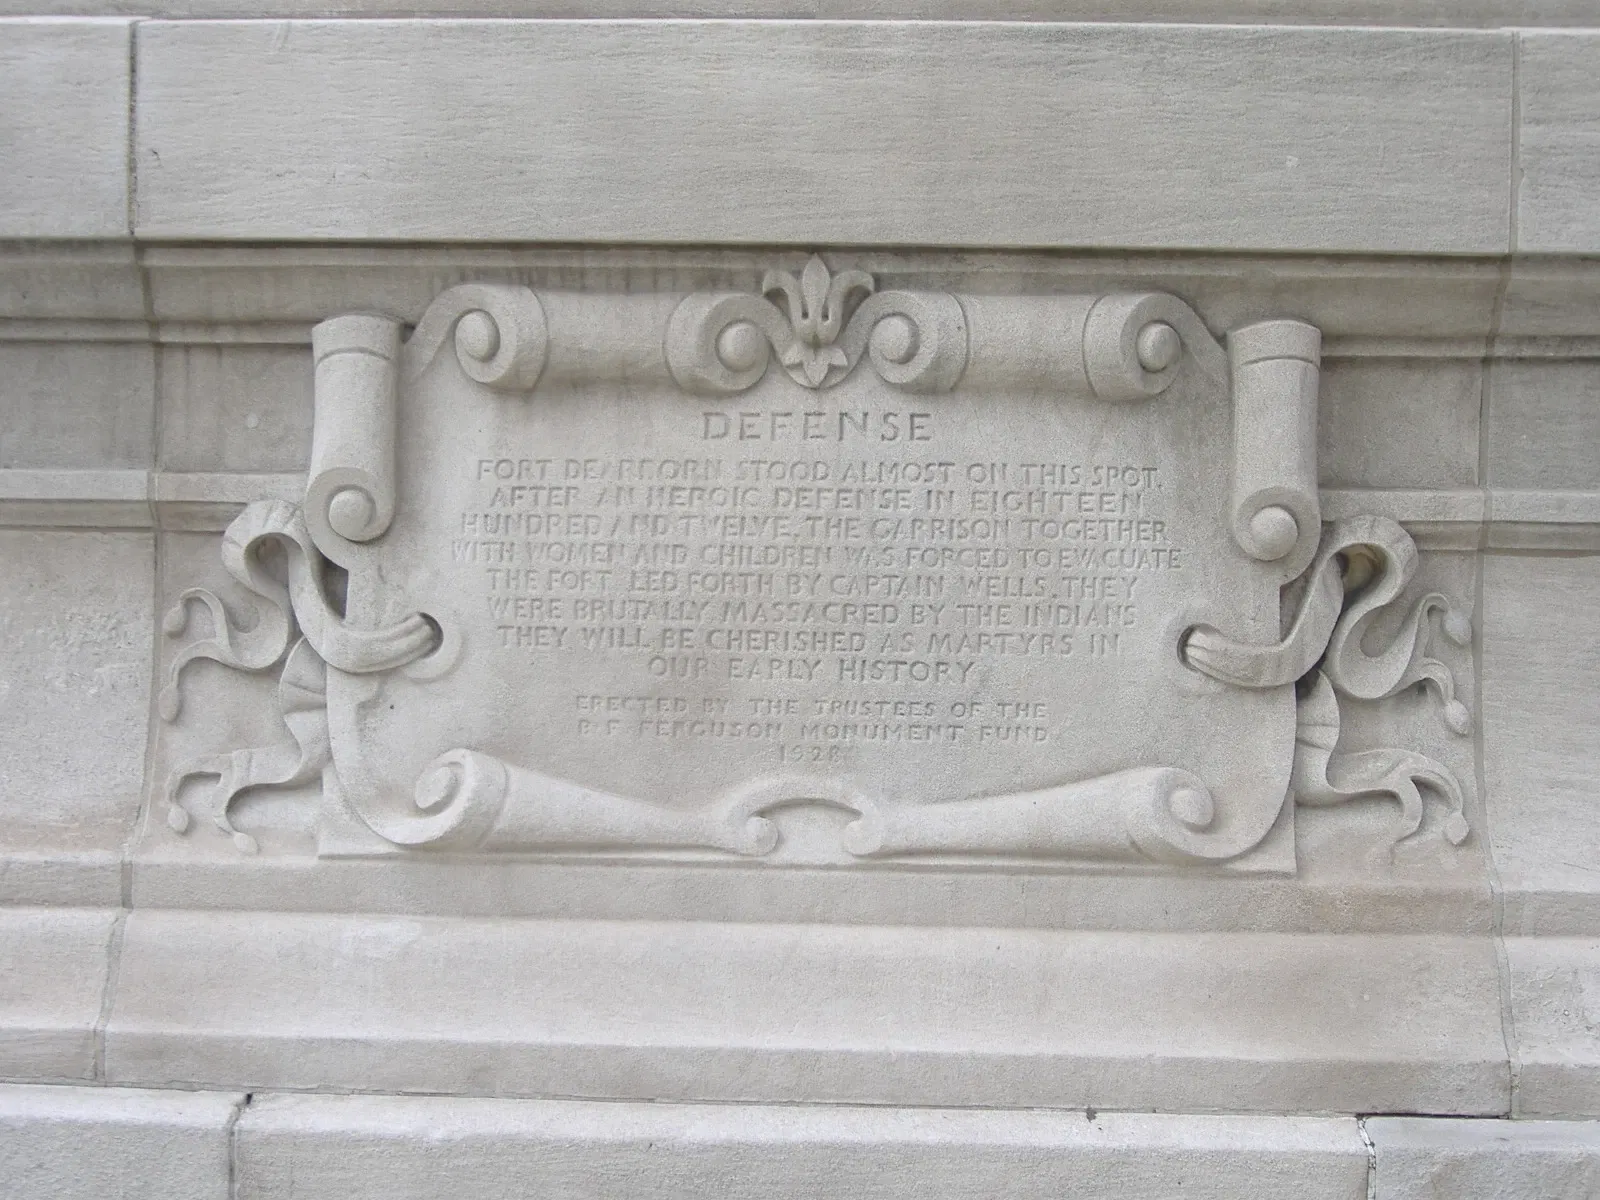 DEFENSE
FORT DEARBORN STOOD ALMOST ON THIS SPOT.
AFTER AN HEROIC DEFENSE IN EIGHTEEN
HUNDRED AND TWELVE, THE GARRISON TOGETHER
WITH WOMEN AND CHILDREN WAS FORCED TO EVACUATE
THE FORT. LED FORTH BY CAPTAIN WELLS, THEY
WERE BRUTALLY MASSACRED BY THE INDIANS
THEY WILL BE CHERISHED AS MARTYRS IN
OUR EARLY HISTORY
ERECTED BY THE TRUSTEES OF THE
B. F. FERGUSON MONUMENT FUND
1928